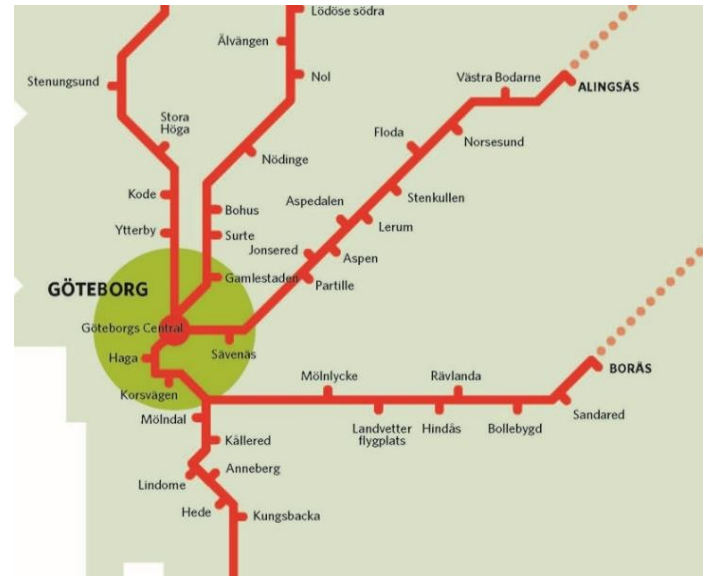 Lödöse södra
Älvängen
Nol
Stenungsund
Västra Bodarne
ALINGSÅS
Stora
Höga
Floda
Norsesund
Nödinge
Kode
Bohus
Aspedalen
Stenkullen
Ytterby
Surte
Lerum
Jonsered
Aspen
Gamlestaden
Partille
GÖTEBORG
Göteborgs Central
Sävenäs
Haga
Korsvägen
Mölnlycke
Rävlanda
BORÅS
Mölndal
Landvetter
flygplats
Hindås
Bollebygd
Sandared
Kållered
Anneberg
Lindome
Hede
Kungsbacka